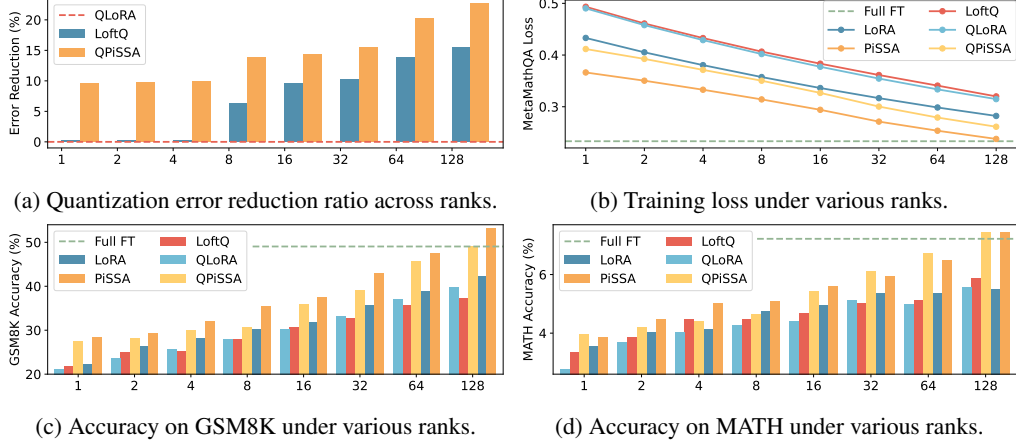 Error Reduction (%)
20
15
10
5
0
QLoRA
LoftQ
QPiSSA
1 2 4 8 16 32 64 128
(a) Quantization error reduction ratio across ranks.
MetaMathQA Loss
0.5
0.4
0.3
Full FT
LoRA
PiSSA
LoftQ
QLoRA
QPiSSA
1 2 4 8 16 32 64 128
(b) Training loss under various ranks.
GSM8K Accuracy (%)
50
40
30
20
Full FT
LoRA
PiSSA
LoftQ
QLoRA
QPiSSA
1 2 4 8 16 32 64 128
(c) Accuracy on GSM8K under various ranks.
MATH Accuracy (%)
6
4
Full FT
LoRA
PiSSA
LoftQ
QLoRA
QPiSSA
1 2 4 8 16 32 64 128
(d) Accuracy on MATH under various ranks.